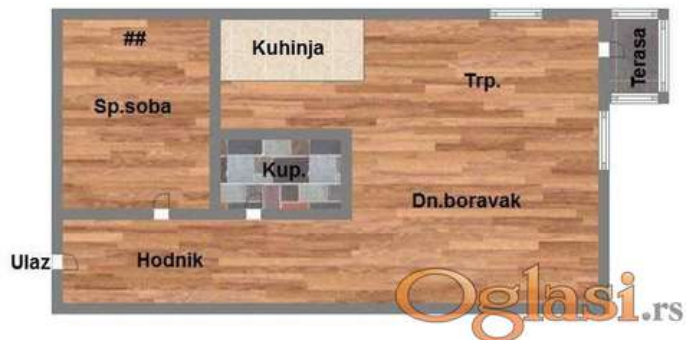 ##
Kuhinja
Terasa
Trp.
Sp.soba
Kup.
Dn.boravak
Ulaz
Hodnik
Oglasi.rs